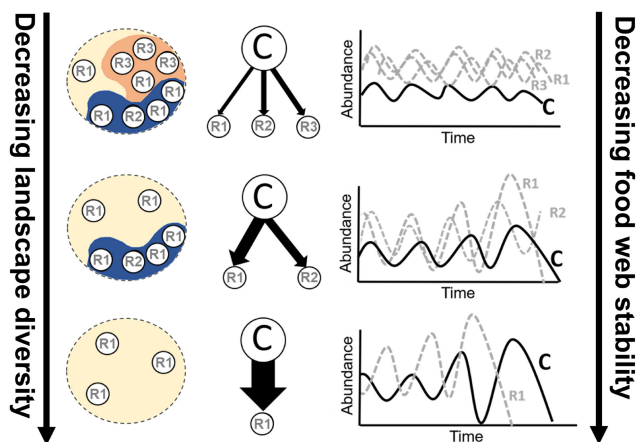 Decreasing landscape diversity
R1
R3
R3
R3
R1
R1
R1
R2
R1
C
R1
R2
R3
Abundance
R2
R1
R3
C
Time
R1
R1
R1
R1
R2
R1
C
R1
R2
Abundance
R1
R2
C
Time
R1
R1
R1
C
R1
Abundance
C
R1
Time
Decreasing food web stability